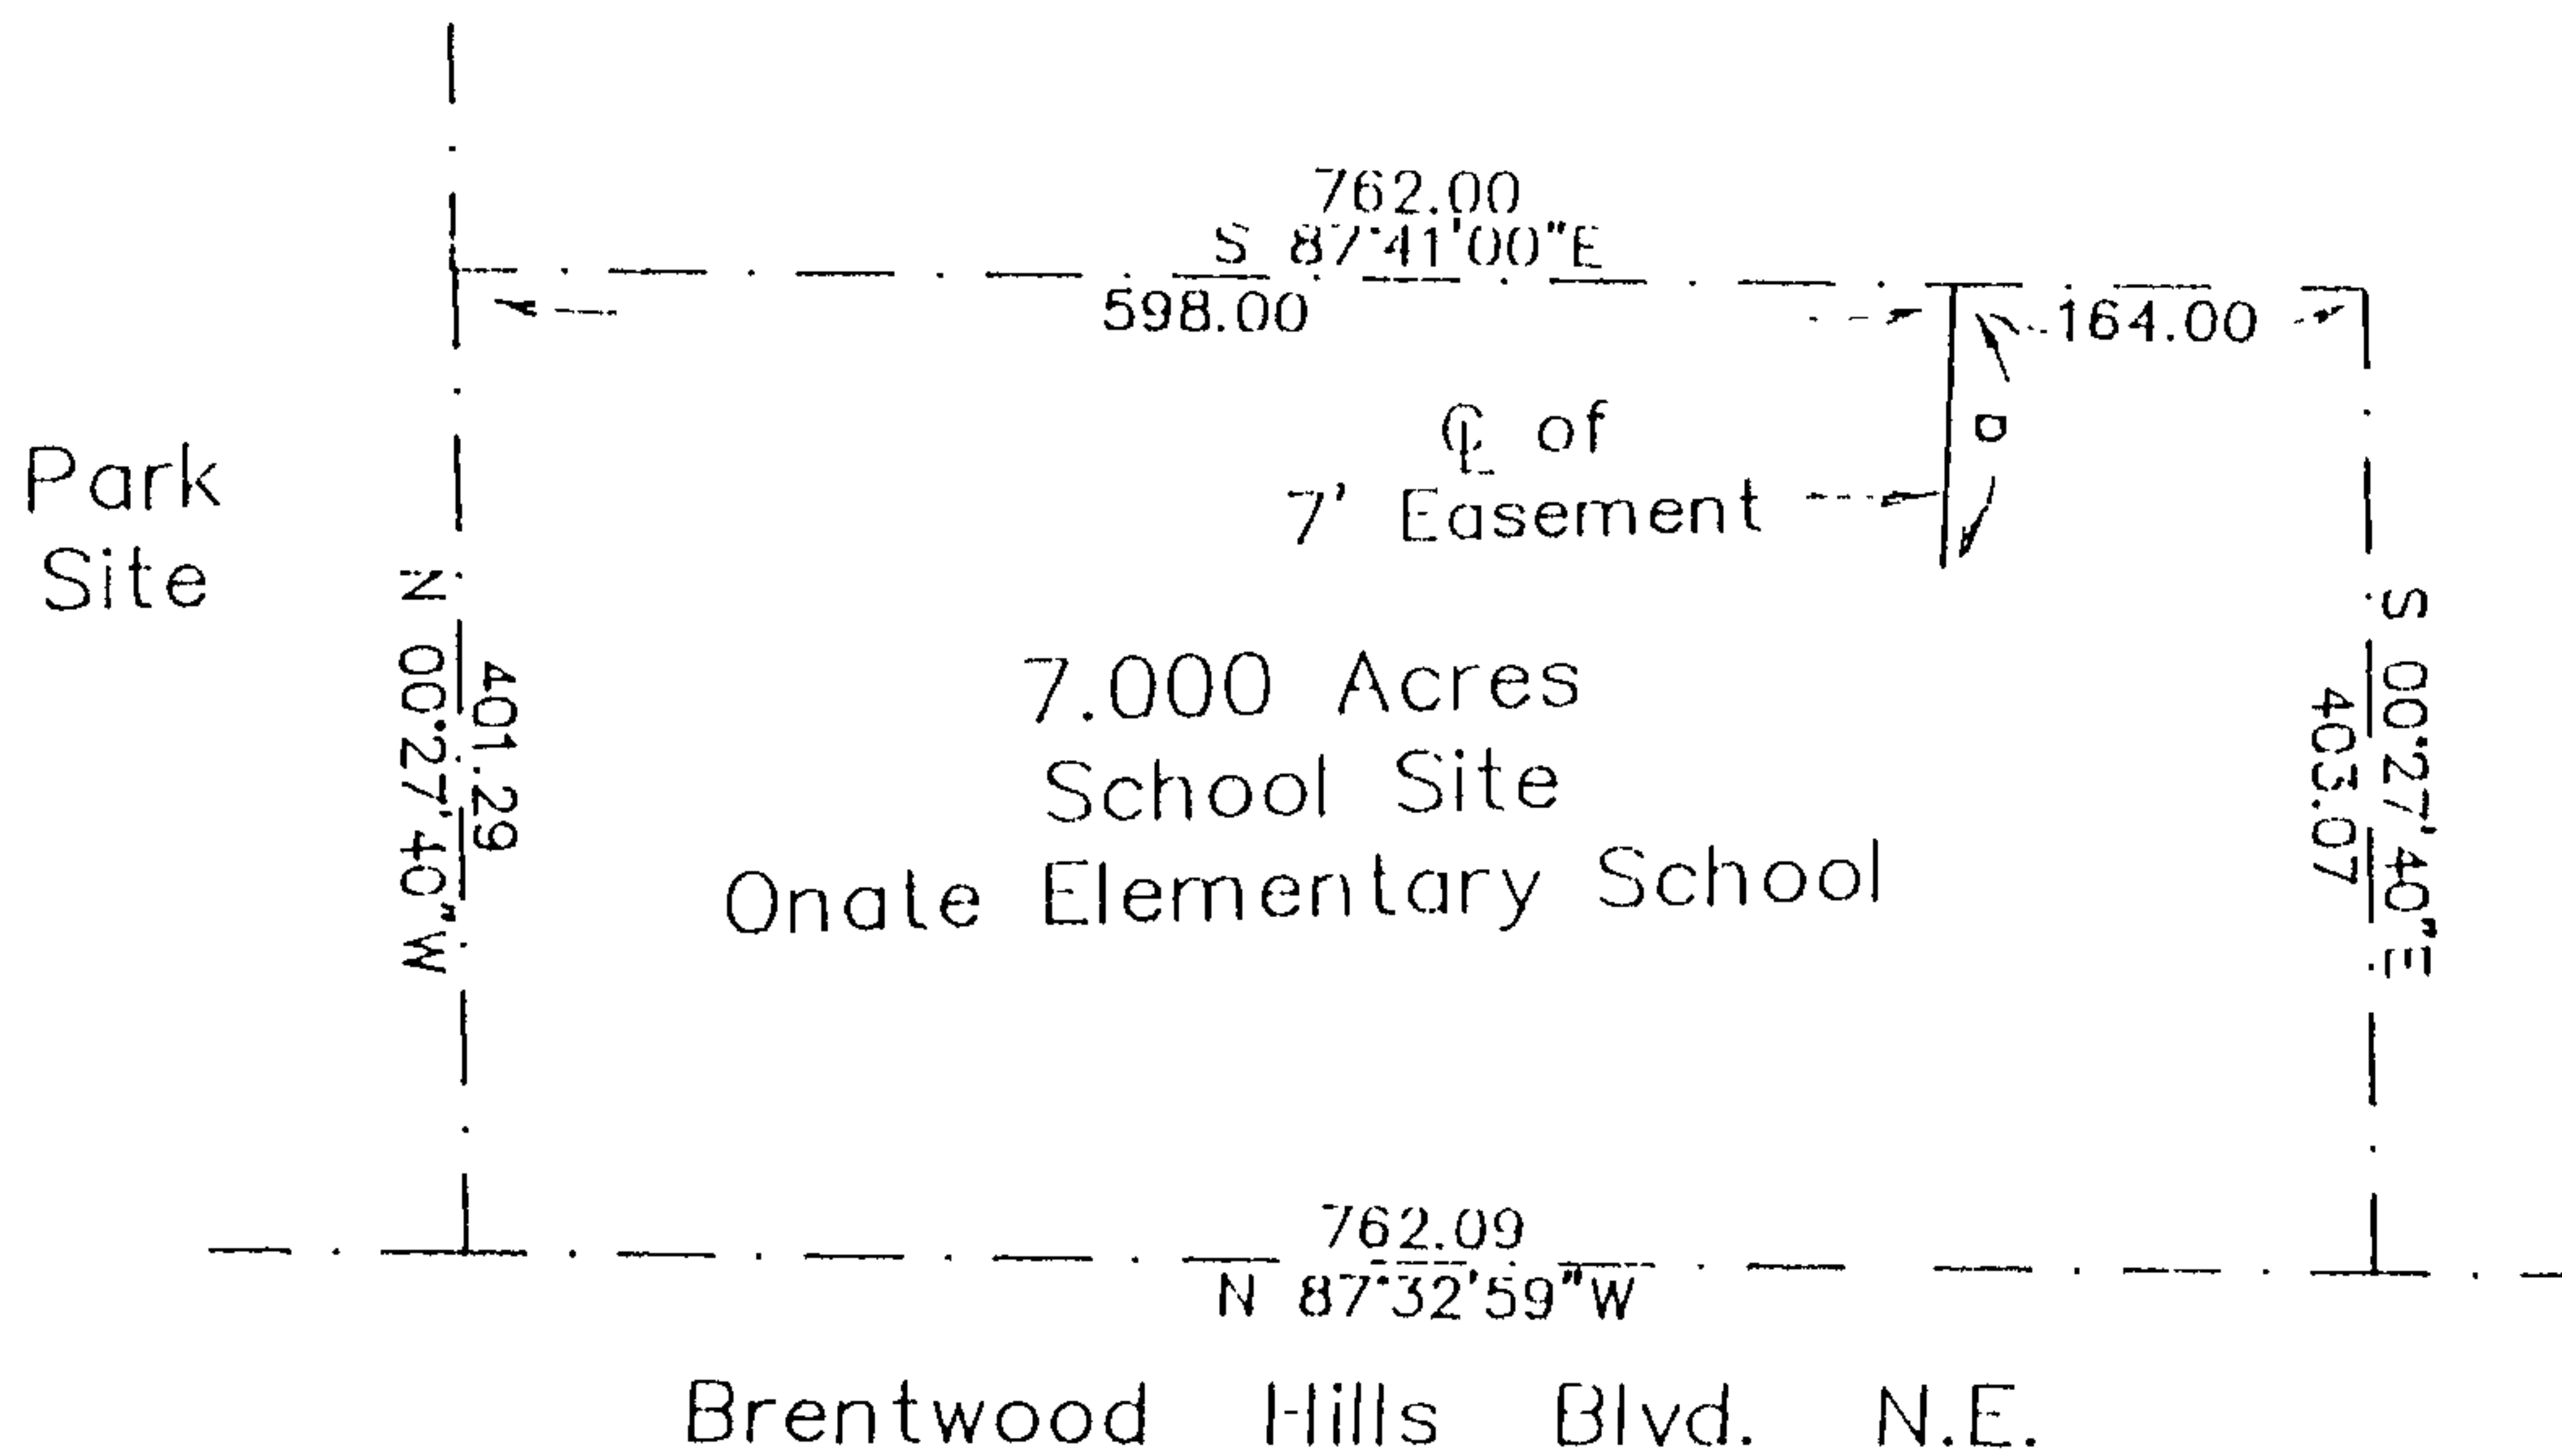 762.00
S 87°41'00"E
598.00
164.00
℄ of
7' Easement
a
Park
Site
N 00°27'40"W
401.29
7.000 Acres
School Site
Onate Elementary School
S 00°27'40"E
403.07
762.09
N 87°32'59"W
Brentwood Hills Blvd. N.E.